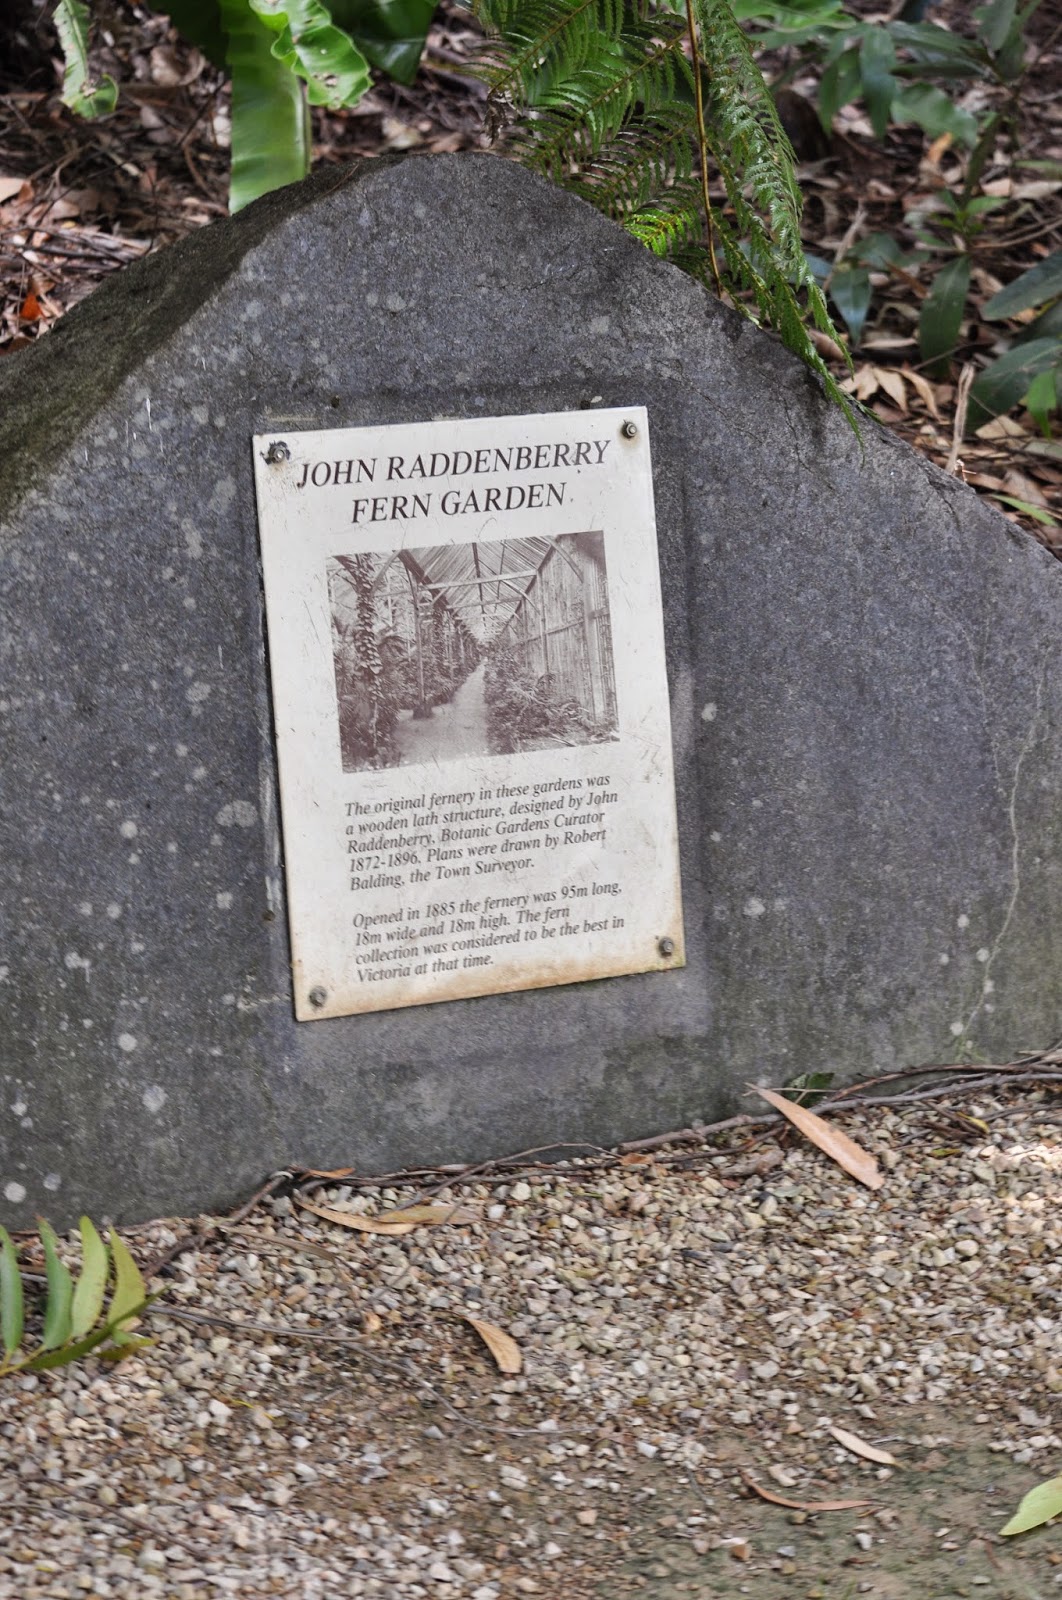 JOHN RADDENBERRY
FERN GARDEN
The original fernery in these gardens was
a wooden lath structure, designed by John
Raddenberry, Botanic Gardens Curator
1872-1896. Plans were drawn by Robert
Balding, the Town Surveyor.
Opened in 1885 the fernery was 95m long,
18m wide and 18m high. The fern
collection was considered to be the best in
Victoria at that time.